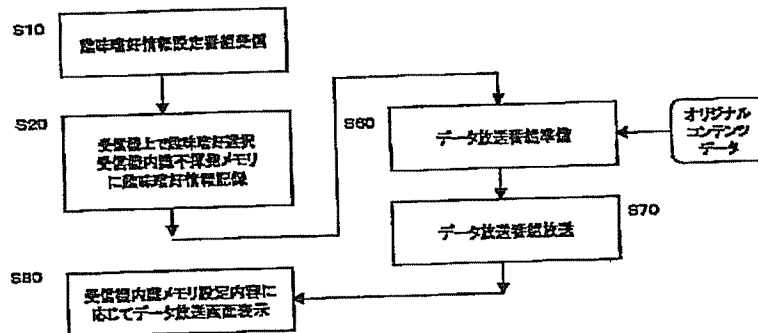 S10
趣味嗜好情報設定番組受信
S20
受信機上で趣味嗜好選択
受信機内蔵不揮発メモリ
に趣味嗜好情報記録
S60
データ放送番組準備
オリジナル
コンテンツ
データ
S70
データ放送番組放送
S80
受信機内蔵メモリ設定内容に
応じてデータ放送画面表示